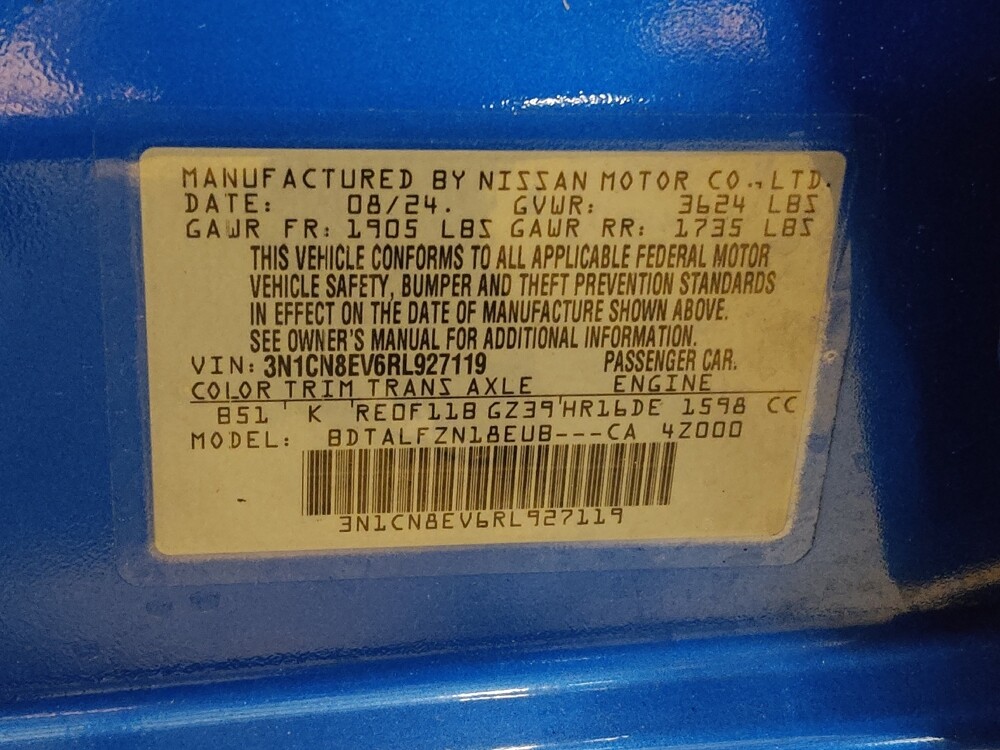 MANUFACTURED BY NISSAN MOTOR CO., LTD.
DATE: 08/24. GVWR: 3624 LBS
GAWR FR: 1905 LBS GAWR RR: 1735 LBS
THIS VEHICLE CONFORMS TO ALL APPLICABLE FEDERAL MOTOR
VEHICLE SAFETY, BUMPER AND THEFT PREVENTION STANDARDS
IN EFFECT ON THE DATE OF MANUFACTURE SHOWN ABOVE.
SEE OWNER'S MANUAL FOR ADDITIONAL INFORMATION.
VIN: 3N1CN8EV6RL927119 PASSENGER CAR.
COLOR TRIM TRANS AXLE ENGINE
B51 K RE0F11B GZ39 HR16DE 1598 CC
MODEL: BDTALFZN18EUB---CA 4Z000
3N1CN8EV6RL927119